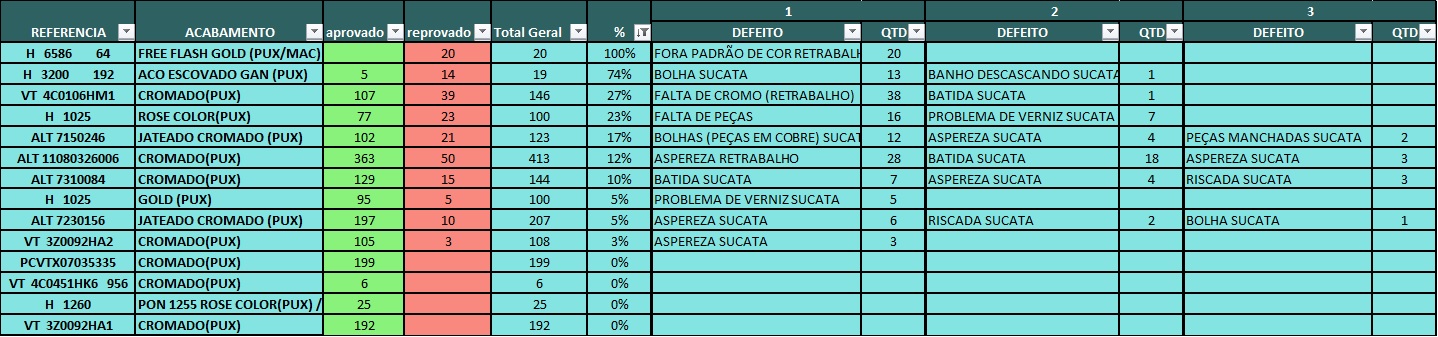 1 2 3
REFERENCIA ACABAMENTO aprovado reprovado Total Geral % DEFEITO QTD DEFEITO QTD DEFEITO QTD
H 6586 64 FREE FLASH GOLD (PUX/MAC) 20 20 100% FORA PADRÃO DE COR RETRABALH 20
H 3200 192 ACO ESCOVADO GAN (PUX) 5 14 19 74% BOLHA SUCATA 13 BANHO DESCASCANDO SUCATA 1
VT 4C0106HM1 CROMADO(PUX) 107 39 146 27% FALTA DE CROMO (RETRABALHO) 38 BATIDA SUCATA 1
H 1025 ROSE COLOR(PUX) 77 23 100 23% FALTA DE PEÇAS 16 PROBLEMA DE VERNIZ SUCATA 7
ALT 7150246 JATEADO CROMADO (PUX) 102 21 123 17% BOLHAS (PEÇAS EM COBRE) SUCAT 12 ASPEREZA SUCATA 4 PEÇAS MANCHADAS SUCATA 2
ALT 11080326006 CROMADO(PUX) 363 50 413 12% ASPEREZA RETRABALHO 28 BATIDA SUCATA 18 ASPEREZA SUCATA 3
ALT 7310084 CROMADO(PUX) 129 15 144 10% BATIDA SUCATA 7 ASPEREZA SUCATA 4 RISCADA SUCATA 3
H 1025 GOLD (PUX) 95 5 100 5% PROBLEMA DE VERNIZ SUCATA 5
ALT 7230156 JATEADO CROMADO (PUX) 197 10 207 5% ASPEREZA SUCATA 6 RISCADA SUCATA 2 BOLHA SUCATA 1
VT 3Z0092HA2 CROMADO(PUX) 105 3 108 3% ASPEREZA SUCATA 3
PCVTX07035335 CROMADO(PUX) 199 199 0%
VT 4C0451HK6 956 CROMADO(PUX) 6 6 0%
H 1260 PON 1255 ROSE COLOR(PUX) / 25 25 0%
VT 3Z0092HA1 CROMADO(PUX) 192 192 0%